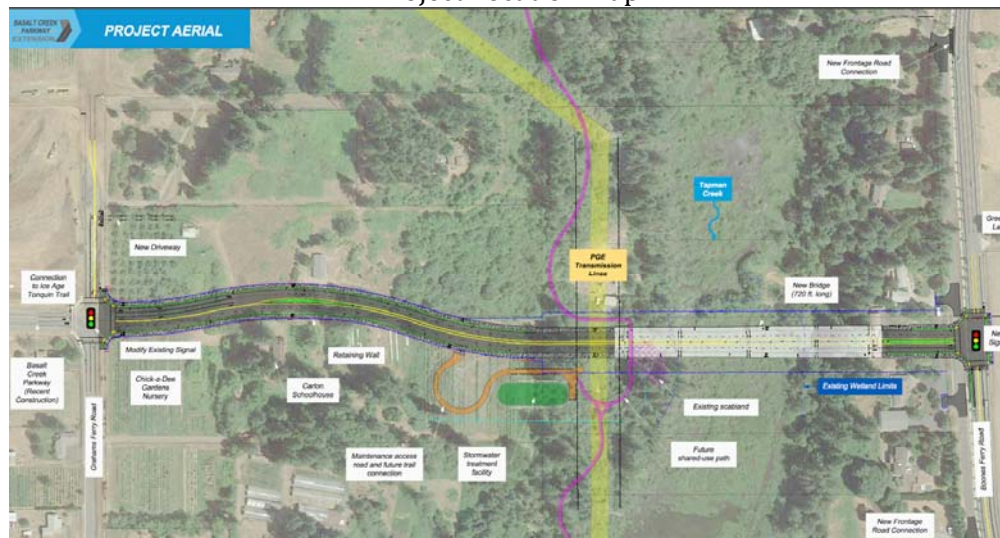 BASALT CREEK
PARKWAY
EXTENSION
PROJECT AERIAL
New Frontage Road
Connection
Tapman
Creek
New Driveway
PGE
Transmission
Lines
Connection
to Ice Age
Tonquin Trail
New Bridge
(720 ft. long)
Modify Existing Signal
Retaining Wall
Basalt
Creek
Parkway
(Recent
Construction)
Chick-a-Dee
Gardens
Nursery
Carlon
Schoolhouse
Existing Wetland Limits
Existing scabland
Grahams Ferry Road
Maintenance access
road and future trail
connection
Stormwater
treatment
facility
Future
shared-use path
Boones Ferry Road
New Frontage
Road Connection